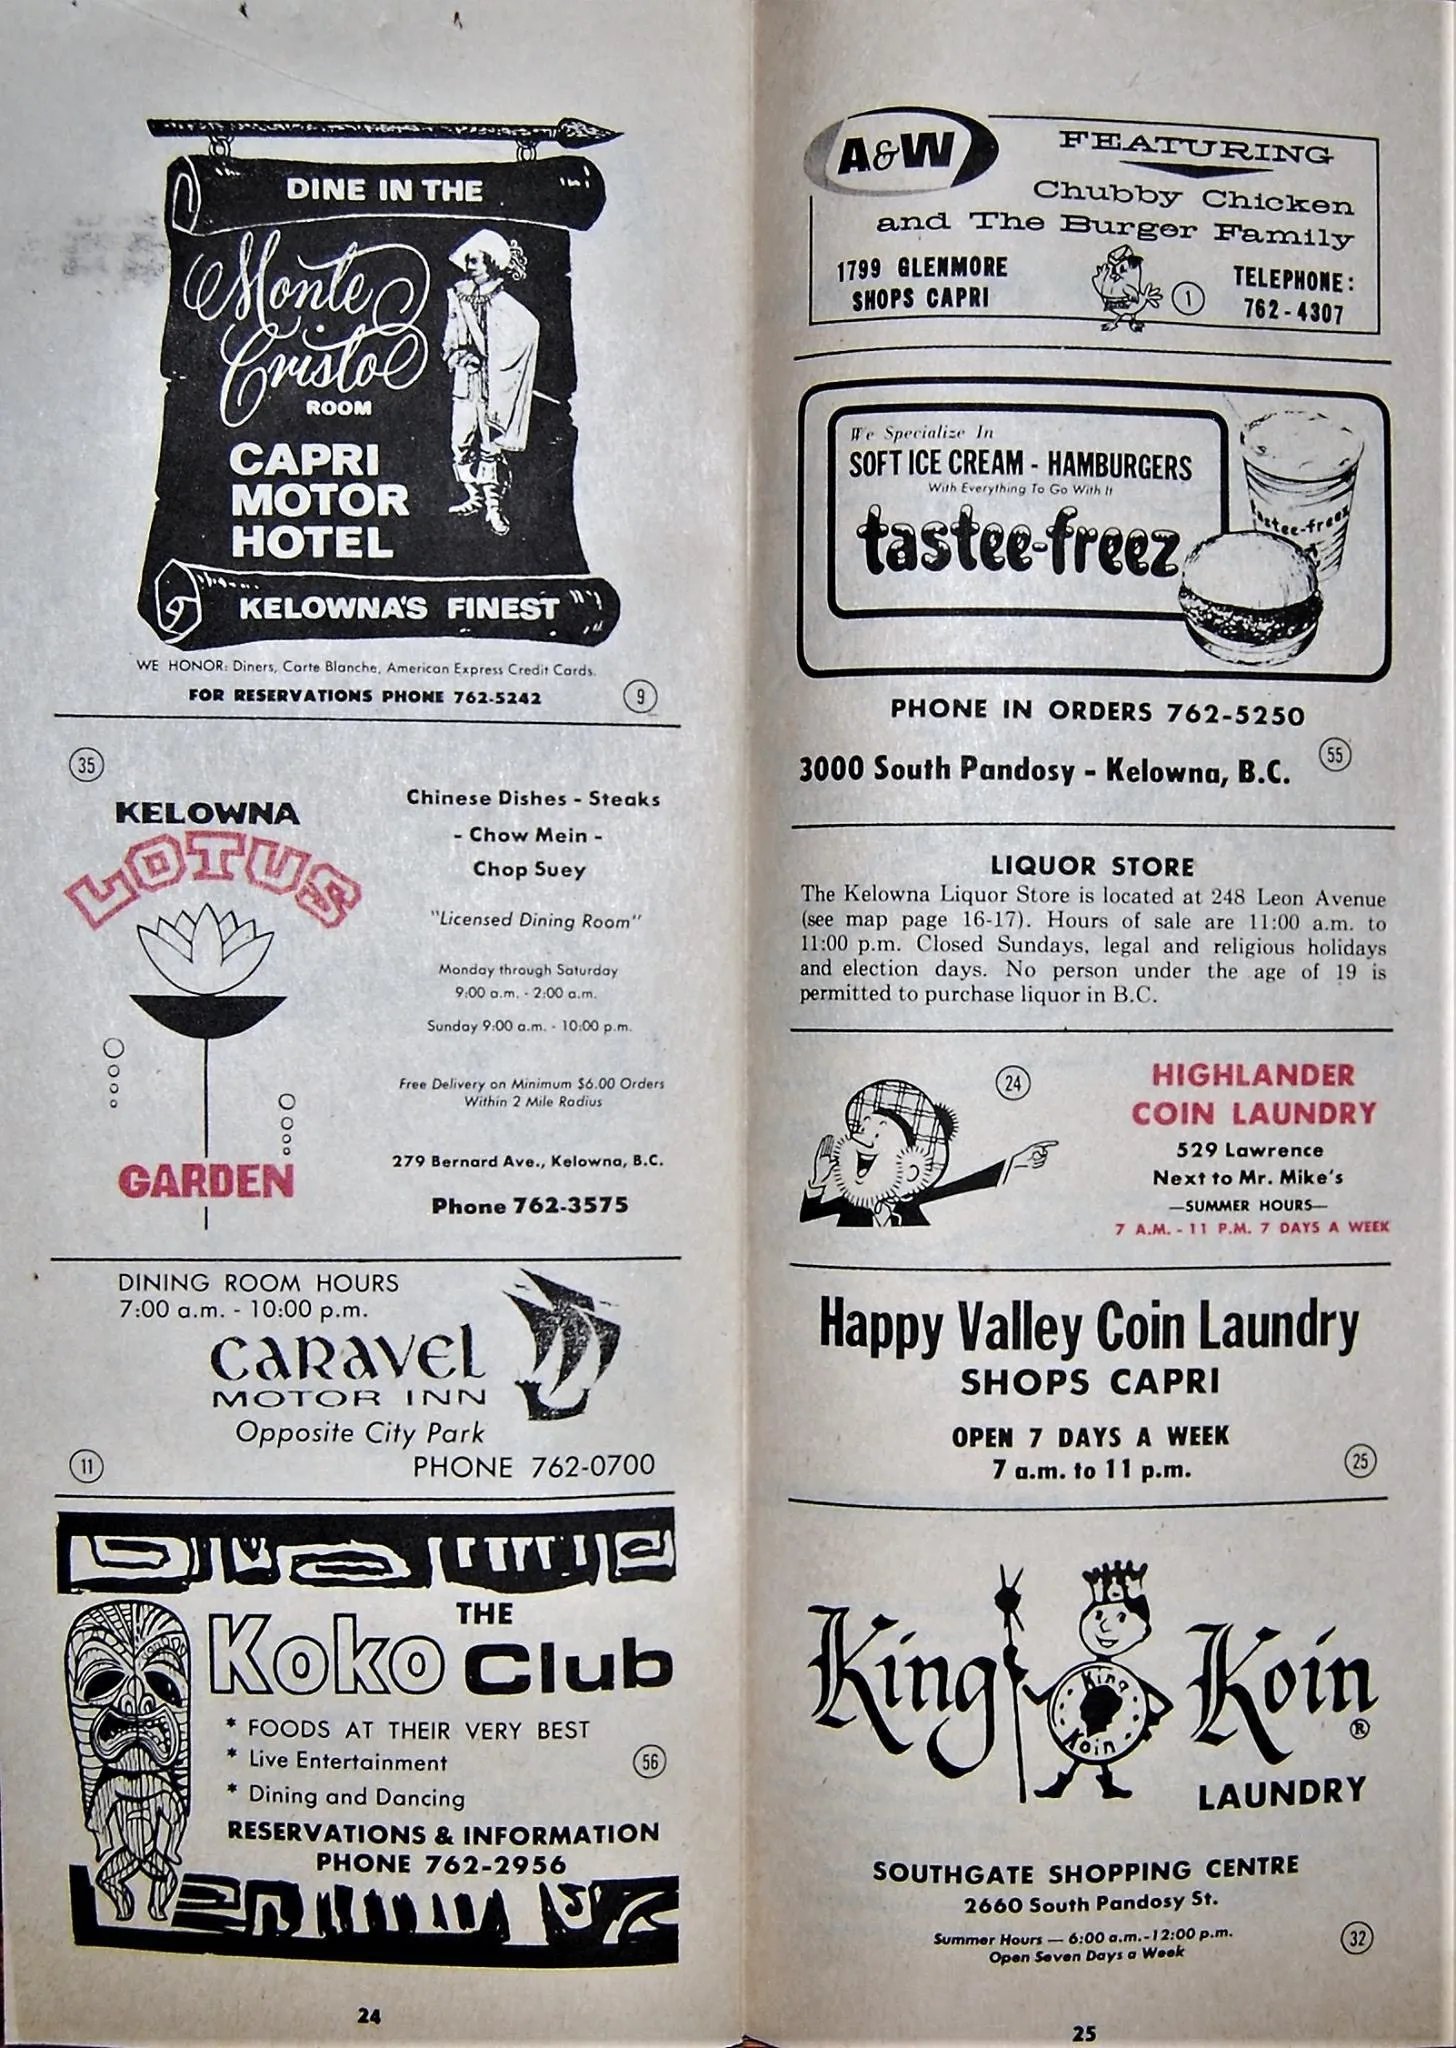 DINE IN THE
Monte
Cristo
ROOM
CAPRI
MOTOR
HOTEL
KELOWNA'S FINEST
WE HONOR: Diners, Carte Blanche, American Express Credit Cards.
FOR RESERVATIONS PHONE 762-5242
9
35
KELOWNA
LOTUS
GARDEN
Chinese Dishes - Steaks
- Chow Mein -
Chop Suey
"Licensed Dining Room"
Monday through Saturday
9:00 a.m. - 2:00 a.m.
Sunday 9:00 a.m. - 10:00 p.m.
Free Delivery on Minimum $6.00 Orders
Within 2 Mile Radius
279 Bernard Ave., Kelowna, B.C.
Phone 762-3575
DINING ROOM HOURS
7:00 a.m. - 10:00 p.m.
CARAVEL
MOTOR INN
Opposite City Park
11
PHONE 762-0700
THE
Koko Club
* FOODS AT THEIR VERY BEST
* Live Entertainment
56
* Dining and Dancing
RESERVATIONS & INFORMATION
PHONE 762-2956
24
A&W
FEATURING
Chubby Chicken
and The Burger Family
1799 GLENMORE
SHOPS CAPRI
1
TELEPHONE:
762-4307
We Specialize In
SOFT ICE CREAM - HAMBURGERS
With Everything To Go With It
tastee-freez
tastee-freez
PHONE IN ORDERS 762-5250
3000 South Pandosy - Kelowna, B.C.
55
LIQUOR STORE
The Kelowna Liquor Store is located at 248 Leon Avenue
(see map page 16-17). Hours of sale are 11:00 a.m. to
11:00 p.m. Closed Sundays, legal and religious holidays
and election days. No person under the age of 19 is
permitted to purchase liquor in B.C.
24
HIGHLANDER
COIN LAUNDRY
529 Lawrence
Next to Mr. Mike's
—SUMMER HOURS—
7 A.M. - 11 P.M. 7 DAYS A WEEK
Happy Valley Coin Laundry
SHOPS CAPRI
OPEN 7 DAYS A WEEK
7 a.m. to 11 p.m.
25
King Koin
King
Koin
®
LAUNDRY
SOUTHGATE SHOPPING CENTRE
2660 South Pandosy St.
Summer Hours — 6:00 a.m.-12:00 p.m.
Open Seven Days a Week
32
25